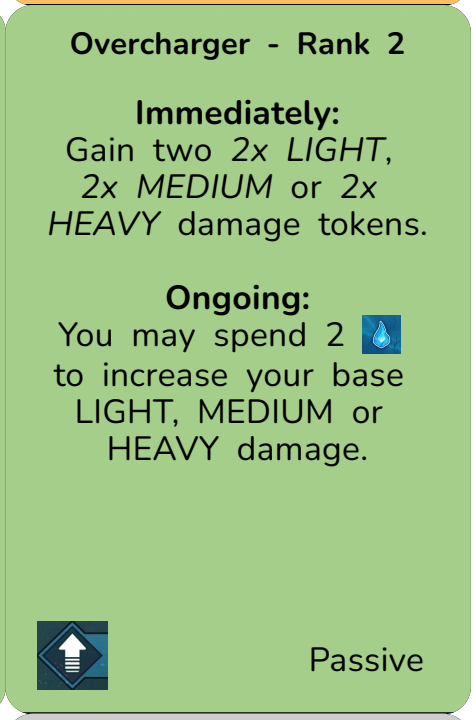 Overcharger - Rank 2
Immediately:
Gain two 2x LIGHT,
2x MEDIUM or 2x
HEAVY damage tokens.
Ongoing:
You may spend 2
to increase your base
LIGHT, MEDIUM or
HEAVY damage.
Passive